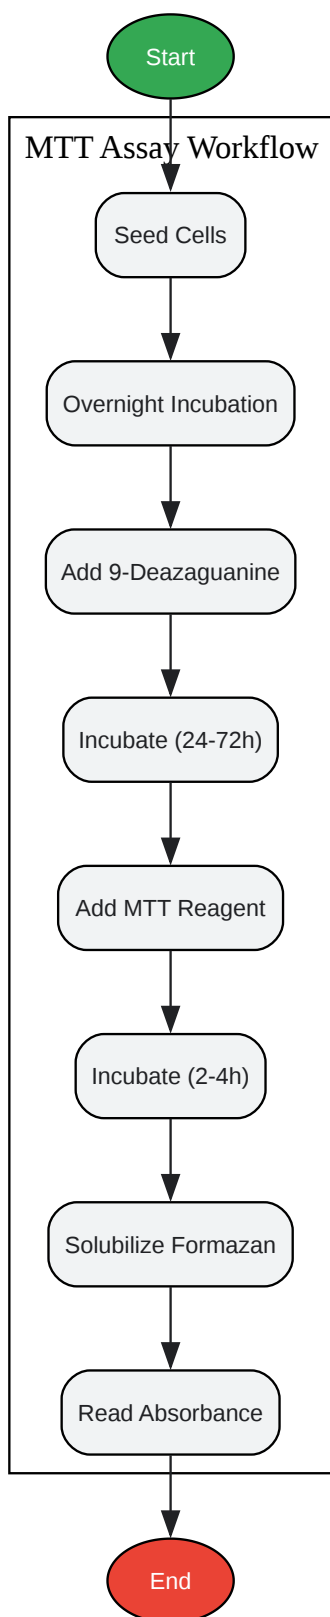 Start
MTT Assay Workflow
Seed Cells
Overnight Incubation
Add 9-Deazaguanine
Incubate (24-72h)
Add MTT Reagent
Incubate (2-4h)
Solubilize Formazan
Read Absorbance
End